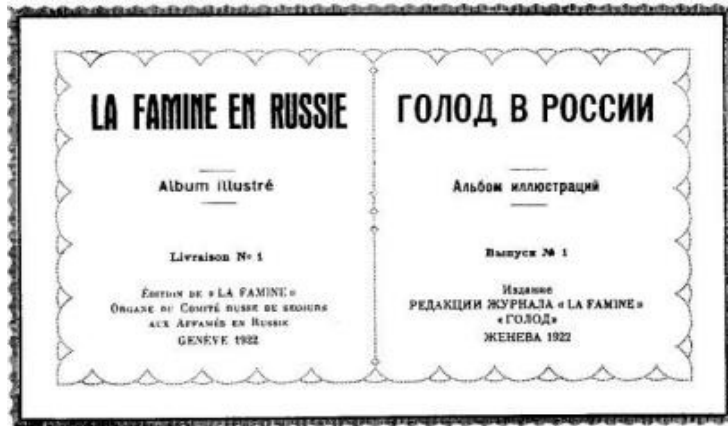 LA FAMINE EN RUSSIE
Album illustré
Livraison No 1
ÉDITION DE « LA FAMINE »
ORGANE DU COMITÉ RUSSE DE SECOURS
AUX AFFAMÉS EN RUSSIE
GENÈVE 1922
ГОЛОД В РОССИИ
Альбом иллюстраций
Выпуск № 1
Издание
РЕДАКЦИИ ЖУРНАЛА « LA FAMINE »
« ГОЛОД»
ЖЕНЕВА 1922